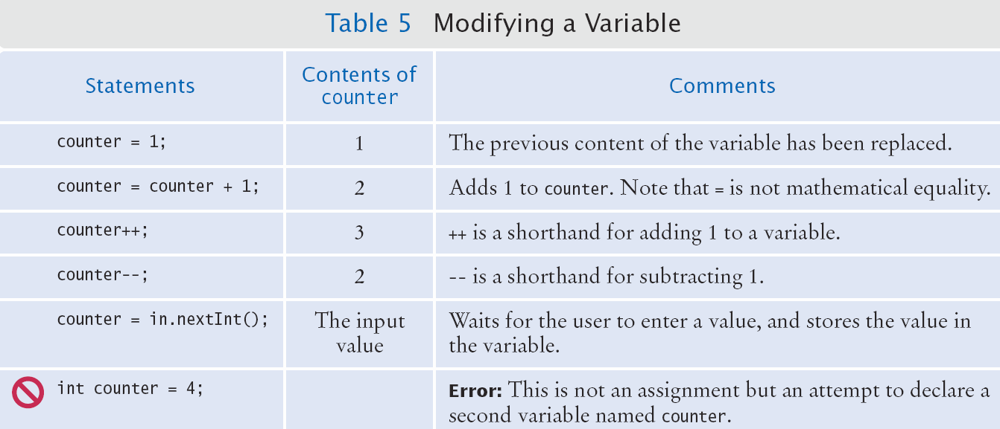 Table 5 Modifying a Variable
Statements
Contents of
counter
Comments
counter = 1;
1
The previous content of the variable has been replaced.
counter = counter + 1;
2
Adds 1 to counter. Note that = is not mathematical equality.
counter++;
3
++ is a shorthand for adding 1 to a variable.
counter--;
2
-- is a shorthand for subtracting 1.
counter = in.nextInt();
The input
value
Waits for the user to enter a value, and stores the value in
the variable.
int counter = 4;
Error: This is not an assignment but an attempt to declare a
second variable named counter.